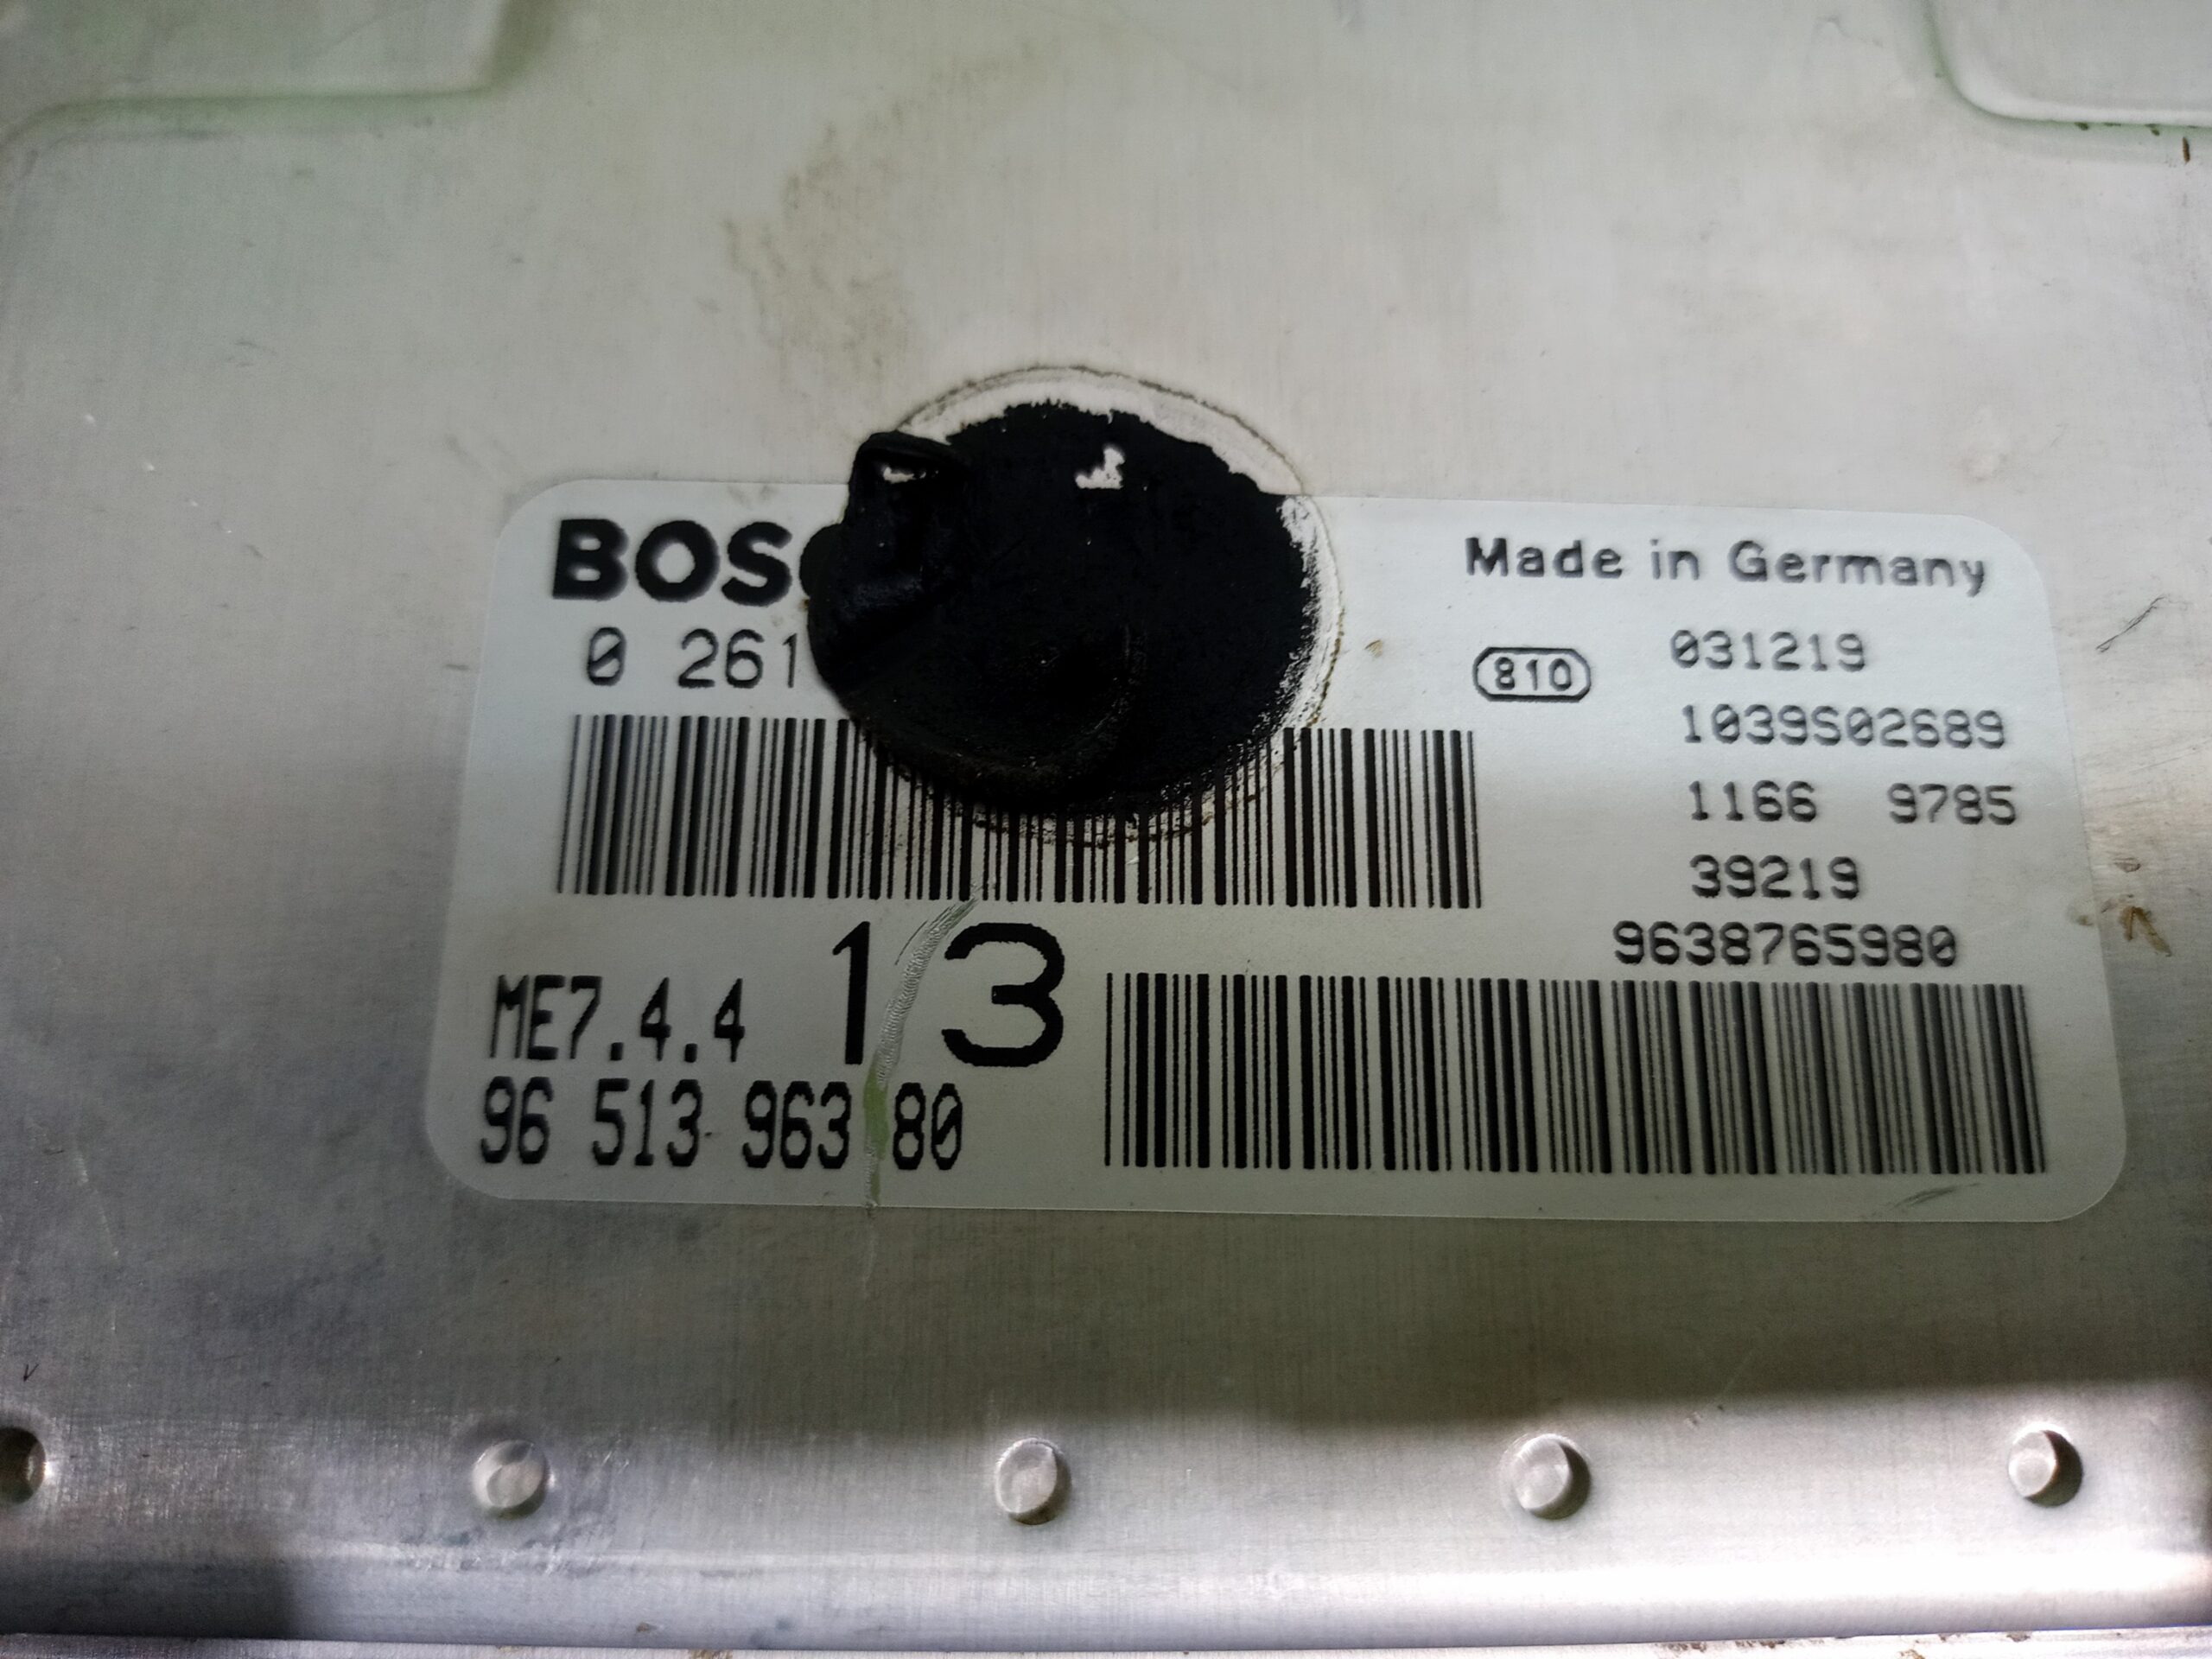 BOS
Made in Germany
0 261
810
031219
1039S02689
1166 9785
39219
9638765980
ME7.4.4 13
96 513 963 80